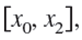 [x₀, x₂],